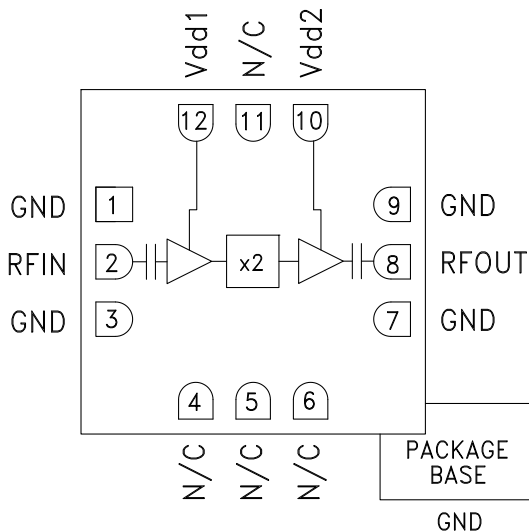 Vdd1 N/C Vdd2
12 11 10
GND 1 9 GND
RFIN 2 x2 8 RFOUT
GND 3 7 GND
4 5 6
N/C N/C N/C
PACKAGE
BASE
GND